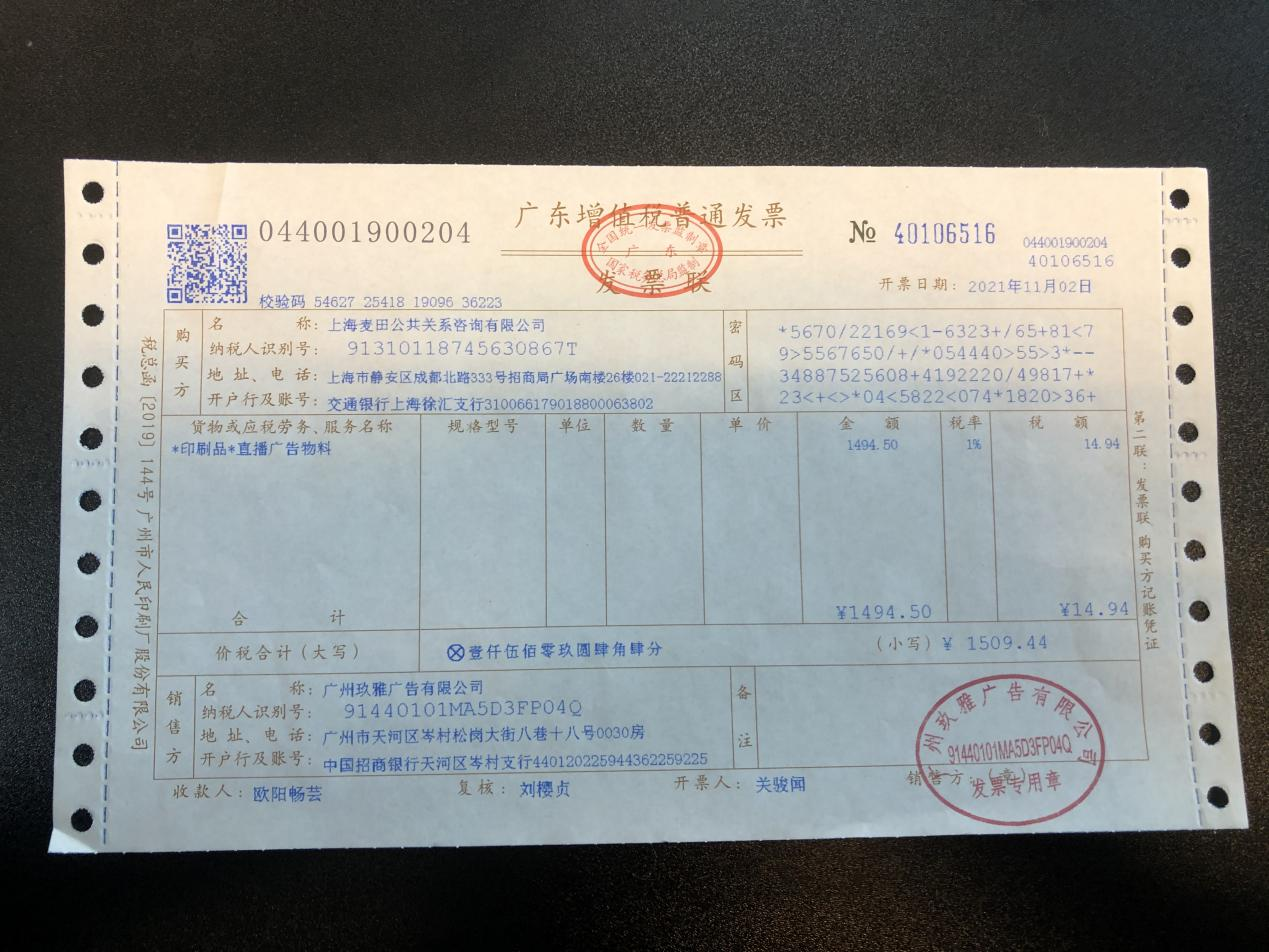 044001900204
广东增值税普通发票
全国统一发票监制章
广东
国家税务总局监制
发票联
№ 40106516
044001900204
40106516
校验码 54627 25418 19096 36223
开票日期: 2021年11月02日
税总函〔2019〕144号 广州市人民印刷厂股份有限公司
购买方
名称: 上海麦田公共关系咨询有限公司
纳税人识别号: 91310118745630867T
地址、电话: 上海市静安区成都北路333号招商局广场南楼26楼021-22212288
开户行及账号: 交通银行上海徐汇支行310066179018800063802
密码区
*5670/22169<1-6323+/65+81<7
9>5567650/+/*054440>55>3*--
34887525608+4192220/49817+*
23<+<>*04<5822<074*1820>36+
货物或应税劳务、服务名称 规格型号 单位 数量 单价 金额 税率 税额
*印刷品*直播广告物料 1494.50 1% 14.94
合计 ¥1494.50 ¥14.94
价税合计(大写) ⊗壹仟伍佰零玖圆肆角肆分 (小写) ¥ 1509.44
第二联:发票联 购买方记账凭证
销售方
名称: 广州玖雅广告有限公司
纳税人识别号: 91440101MA5D3FP04Q
地址、电话: 广州市天河区岑村松岗大街八巷十八号0030房
开户行及账号: 中国招商银行天河区岑村支行440120225944362259225
备注
收款人: 欧阳畅芸 复核: 刘樱贞 开票人: 关骏闻 销售方:(章)
广州玖雅广告有限公司
91440101MA5D3FP04Q
发票专用章